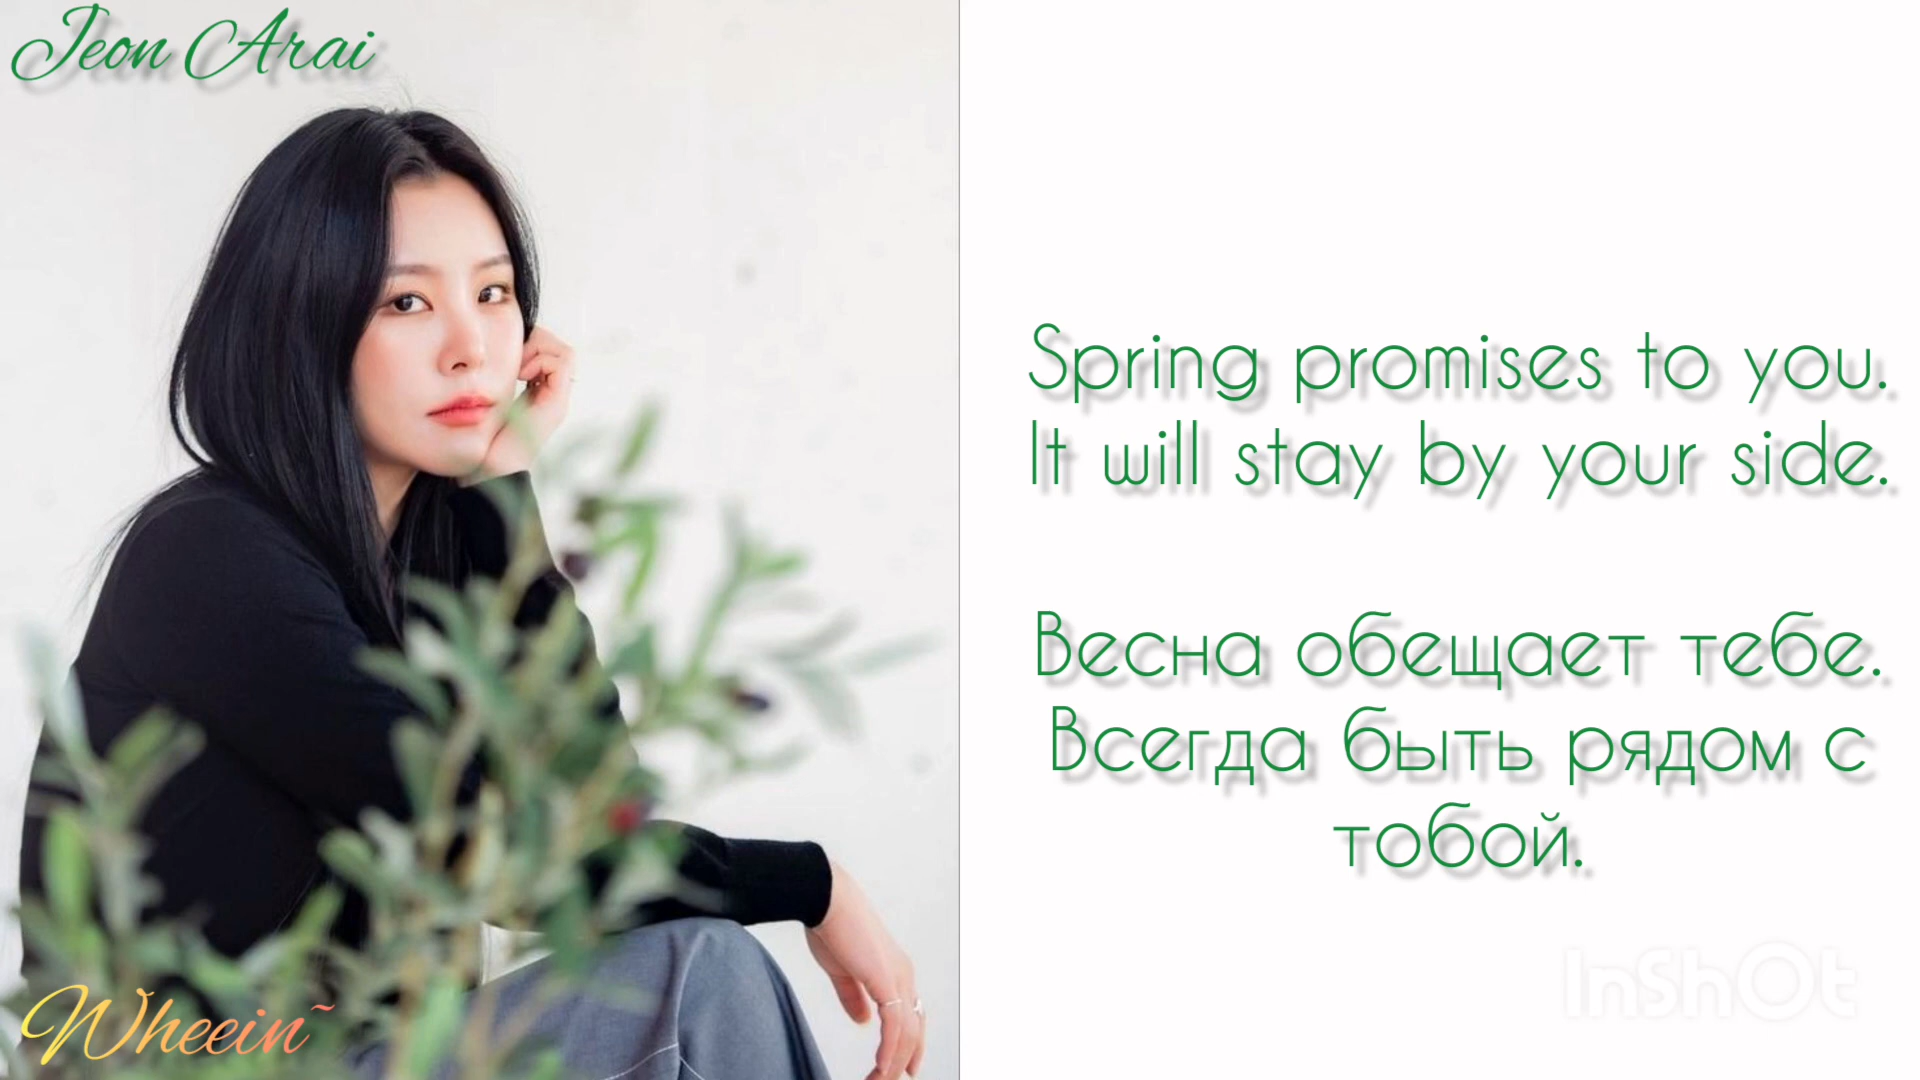 Jeon Arai
Spring promises to you.
It will stay by your side.
Весна обещает тебе.
Всегда быть рядом с
тобой.
Wheein~
InShOt